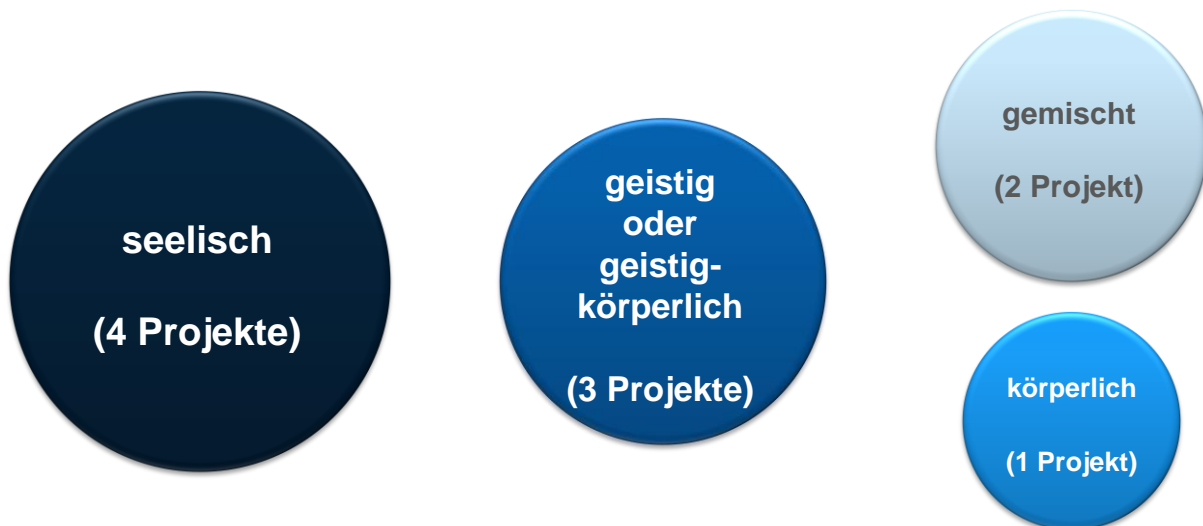 seelisch
(4 Projekte)
geistig
oder
geistig-
körperlich
(3 Projekte)
gemischt
(2 Projekt)
körperlich
(1 Projekt)